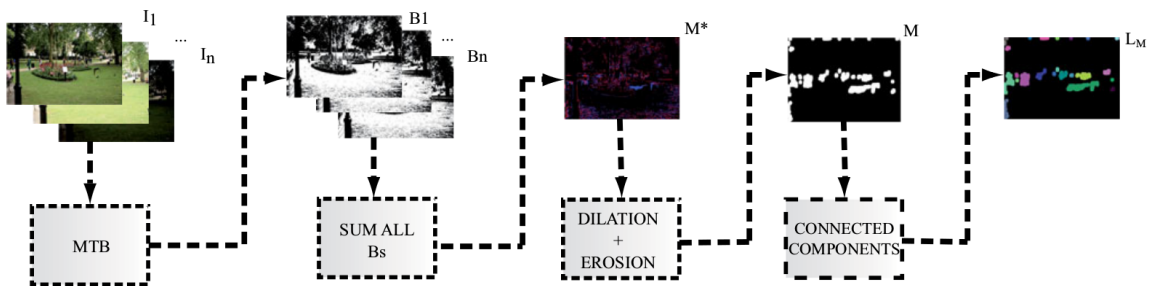 I1
...
In
MTB
B1
...
Bn
SUM ALL
Bs
M*
DILATION
+
EROSION
M
CONNECTED
COMPONENTS
LM